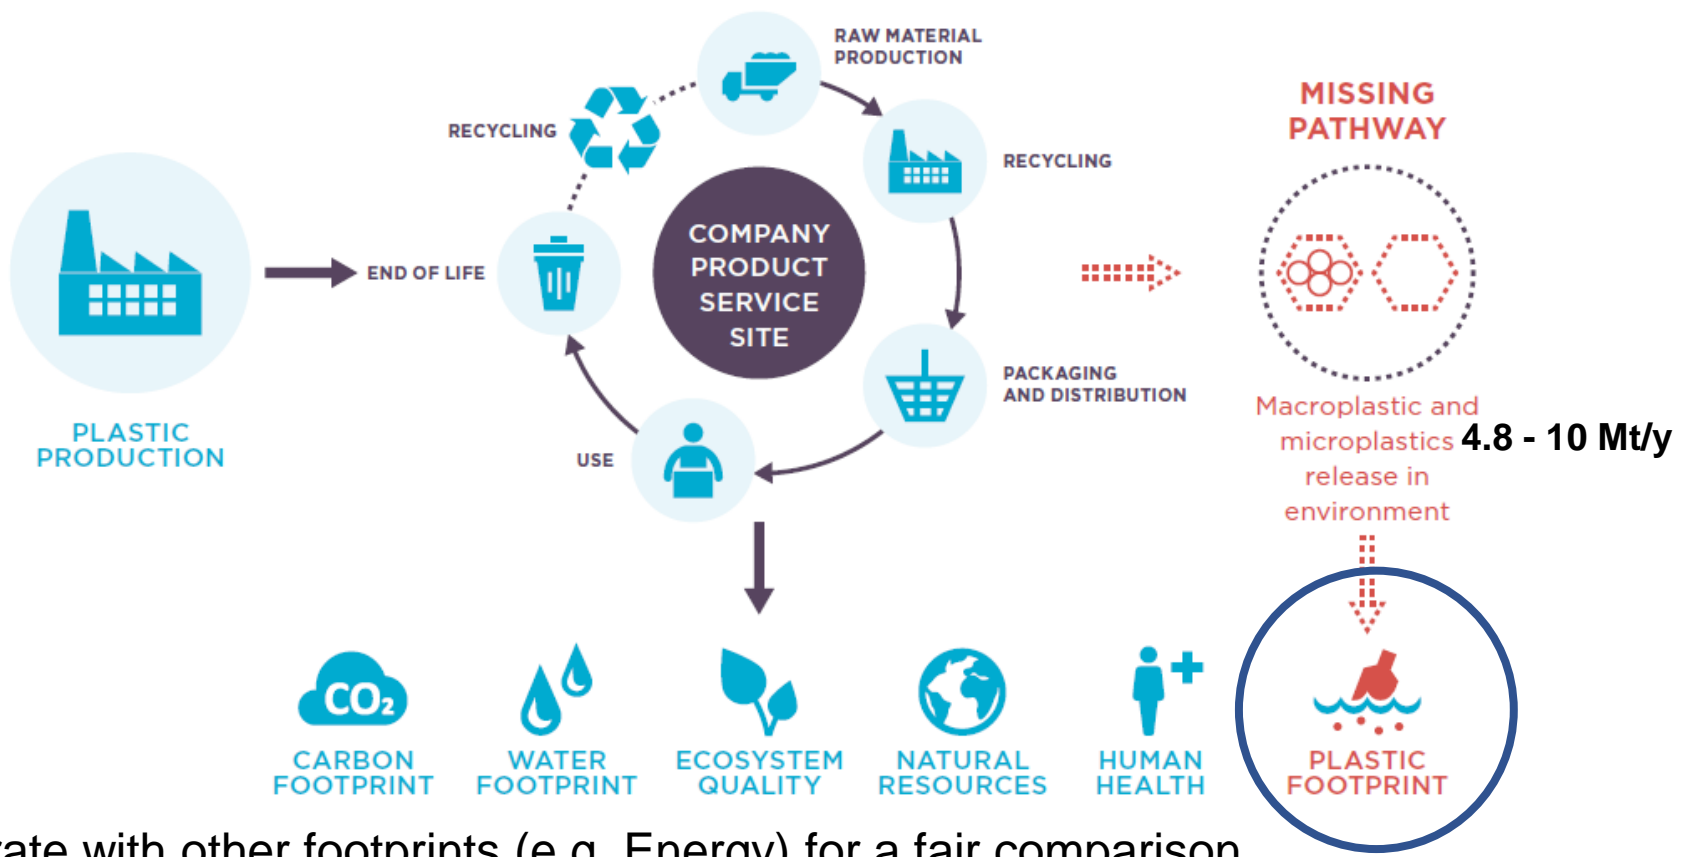 RAW MATERIAL
PRODUCTION
RECYCLING
RECYCLING
MISSING
PATHWAY
COMPANY
PRODUCT
SERVICE
SITE
END OF LIFE
PACKAGING
AND DISTRIBUTION
USE
PLASTIC
PRODUCTION
Macroplastic and
microplastics 4.8 - 10 Mt/y
release in
environment
CO₂
CARBON
FOOTPRINT
WATER
FOOTPRINT
ECOSYSTEM
QUALITY
NATURAL
RESOURCES
HUMAN
HEALTH
PLASTIC
FOOTPRINT
with other footprints (e.g. Energy) for a fair comparison